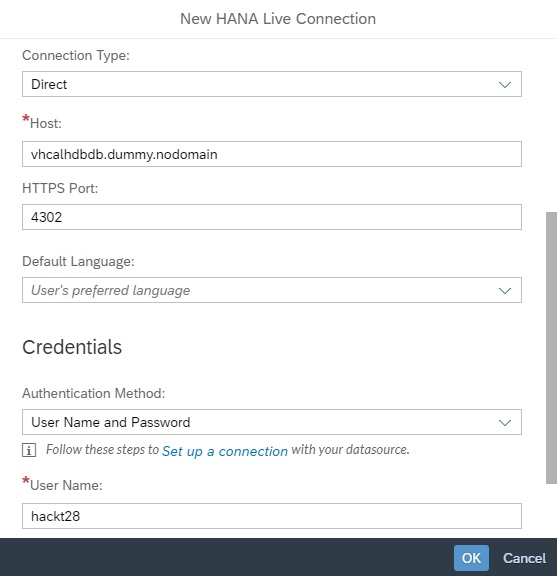 New HANA Live Connection
Connection Type:
Direct
*Host:
vhcalhdbdb.dummy.nodomain
HTTPS Port:
4302
Default Language:
User's preferred language
Credentials
Authentication Method:
User Name and Password
i Follow these steps to Set up a connection with your datasource.
*User Name:
hackt28
OK Cancel